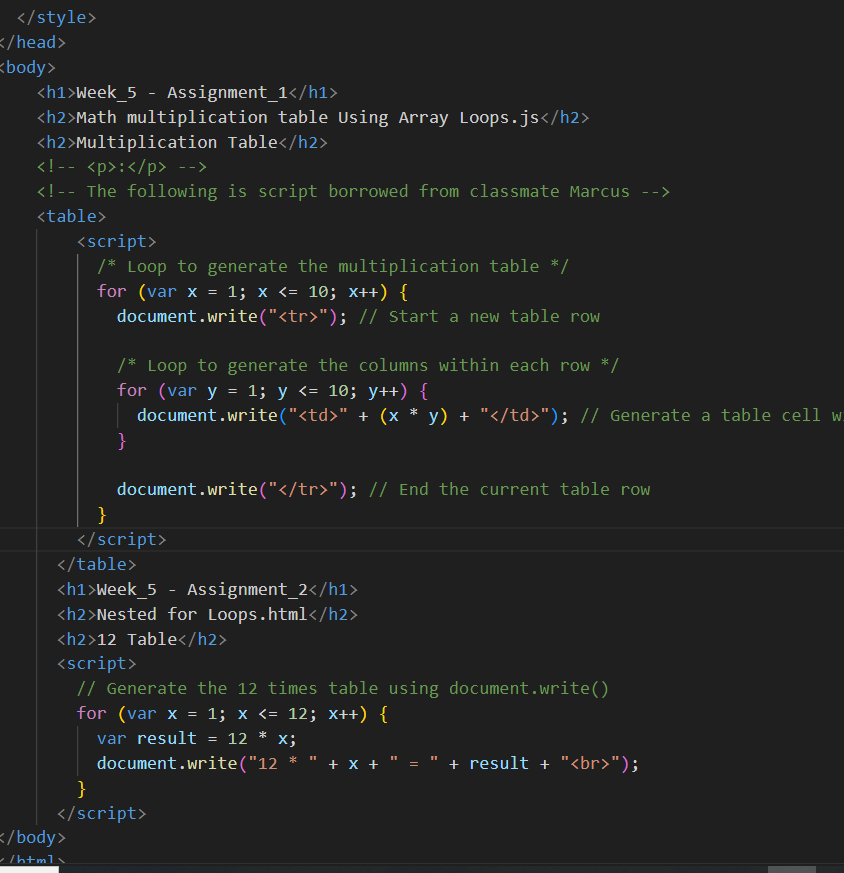 </style>
</head>
<body>
<h1>Week_5 - Assignment_1</h1>
<h2>Math multiplication table Using Array Loops.js</h2>
<h2>Multiplication Table</h2>
<!-- <p>:</p> -->
<!-- The following is script borrowed from classmate Marcus -->
<table>
<script>
/* Loop to generate the multiplication table */
for (var x = 1; x <= 10; x++) {
document.write("<tr>"); // Start a new table row
/* Loop to generate the columns within each row */
for (var y = 1; y <= 10; y++) {
document.write("<td>" + (x * y) + "</td>"); // Generate a table cell
}
document.write("</tr>"); // End the current table row
}
</script>
</table>
<h1>Week_5 - Assignment_2</h1>
<h2>Nested for Loops.html</h2>
<h2>12 Table</h2>
<script>
// Generate the 12 times table using document.write()
for (var x = 1; x <= 12; x++) {
var result = 12 * x;
document.write("12 * " + x + " = " + result + "<br>");
}
</script>
</body>
</html>